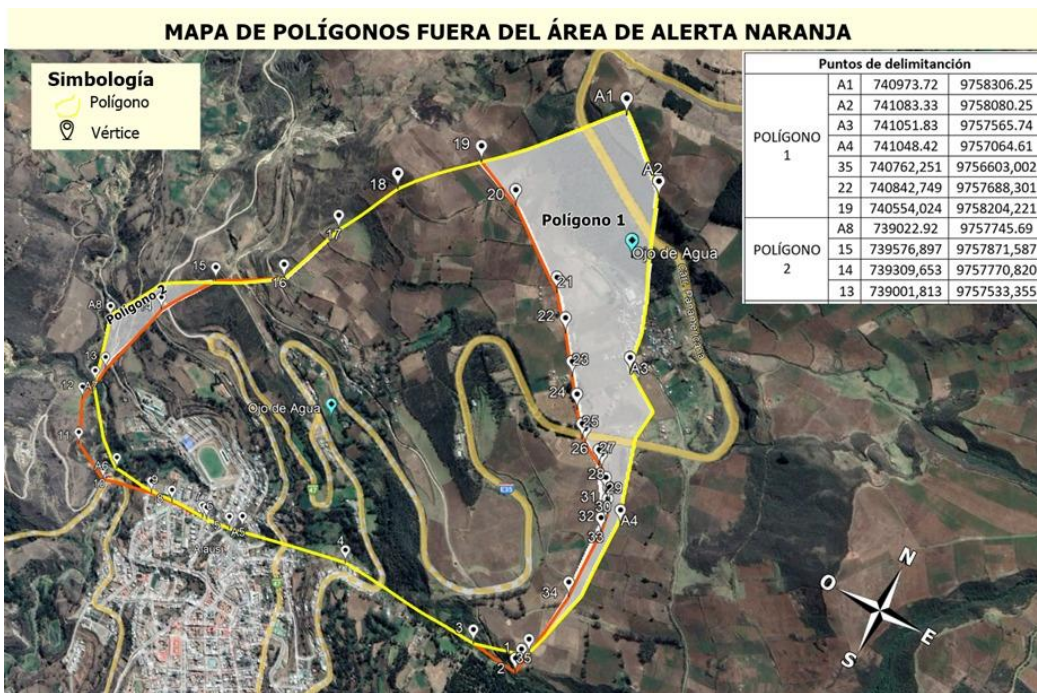 MAPA DE POLÍGONOS FUERA DEL ÁREA DE ALERTA NARANJA
Simbología
Polígono
Vértice
Puntos de delimitanción
POLÍGONO 1
A1 740973.72 9758306.25
A2 741083.33 9758080.25
A3 741051.83 9757565.74
A4 741048.42 9757064.61
35 740762,251 9756603,002
22 740842,749 9757688,301
19 740554,024 9758204,221
POLÍGONO 2
A8 739022.92 9757745.69
15 739576,897 9757871,587
14 739309,653 9757770,820
13 739001,813 9757533,355
A1
19
18
A2
20
Polígono 1
17
Ojo de Agua
15
16
21
A8
Polígono 2
22
13
23
A3
12
A7
24
Ojo de Agua
25
11
26
27
A6
28
9
E35
29
31
30
A4
32
A5
33
4
34
3
1
35
2
N
O
E
S